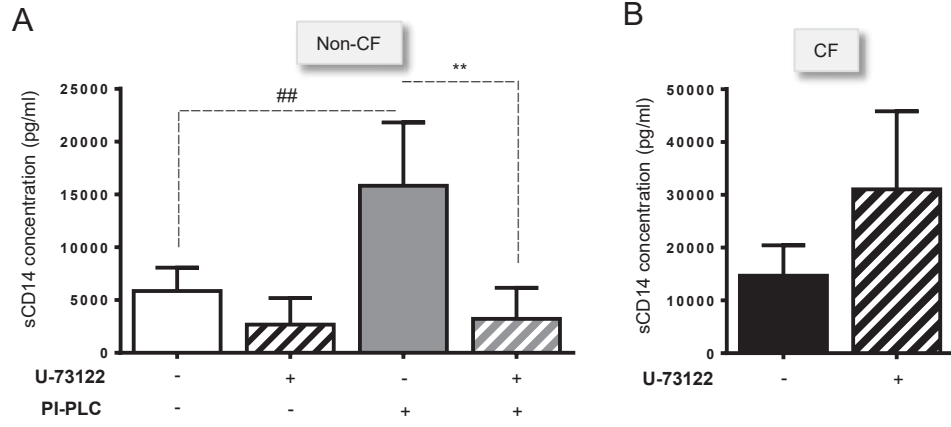 A
Non-CF
sCD14 concentration (pg/ml)
25000
20000
15000
10000
5000
0
##
**
U-73122 - + - +
PI-PLC - - + +
B
CF
sCD14 concentration (pg/ml)
50000
40000
30000
20000
10000
0
U-73122 - +